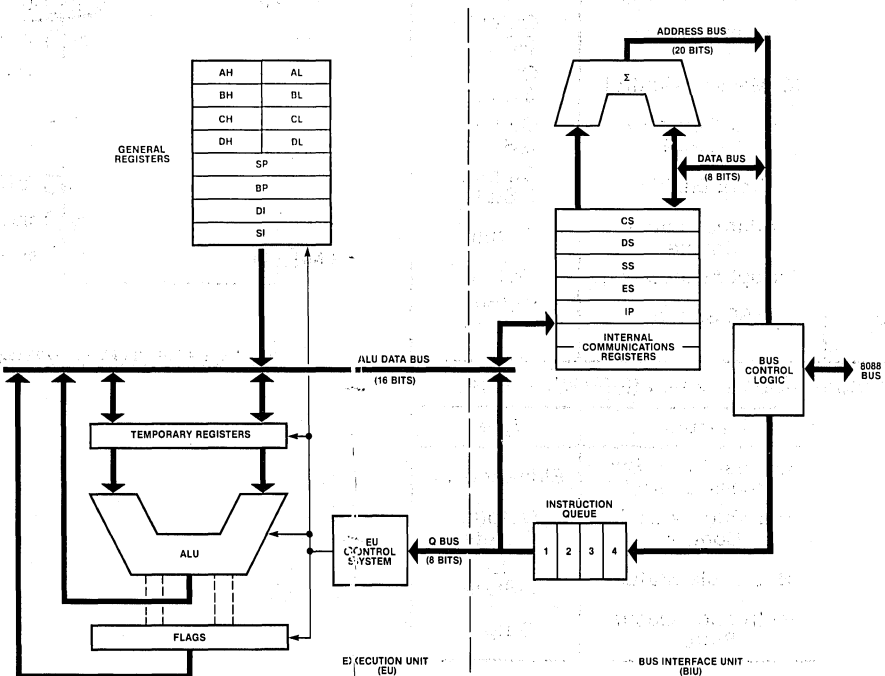 ADDRESS BUS
(20 BITS)
Σ
AH AL
BH BL
CH CL
DH DL
SP
BP
DI
SI
GENERAL
REGISTERS
DATA BUS
(8 BITS)
CS
DS
SS
ES
IP
INTERNAL
COMMUNICATIONS
REGISTERS
ALU DATA BUS
(16 BITS)
BUS
CONTROL
LOGIC
8088
BUS
TEMPORARY REGISTERS
ALU
FLAGS
EU
CONTROL
SYSTEM
Q BUS
(8 BITS)
INSTRUCTION
QUEUE
1 2 3 4
EXECUTION UNIT
(EU)
BUS INTERFACE UNIT
(BIU)